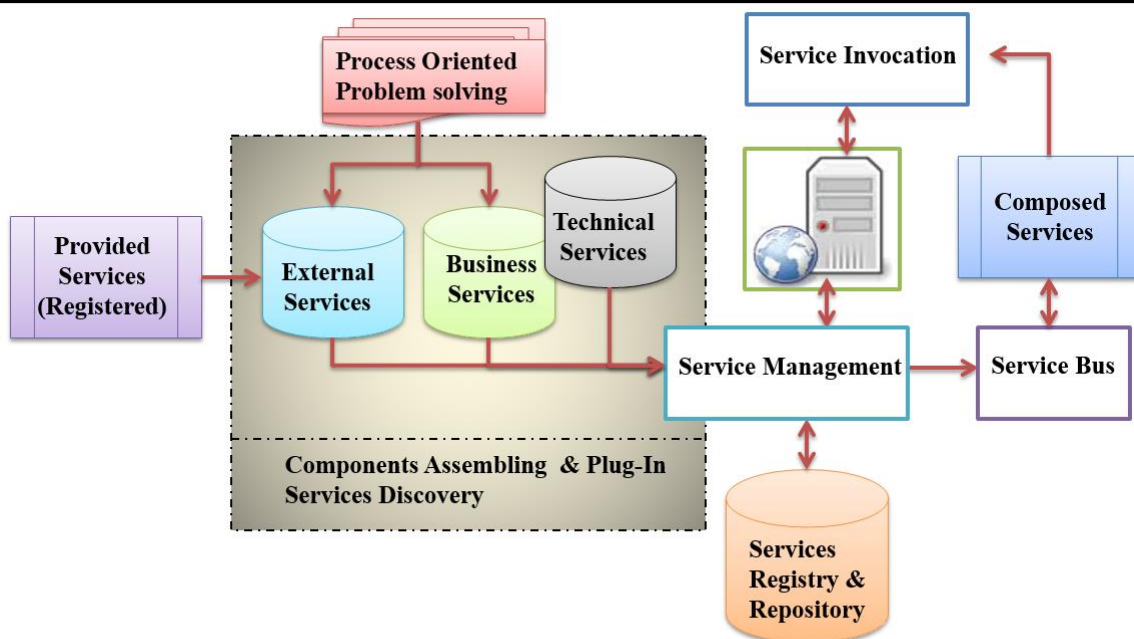 Process Oriented
Problem solving
Service Invocation
Provided
Services
(Registered)
External
Services
Business
Services
Technical
Services
Composed
Services
Service Management
Service Bus
Components Assembling & Plug-In
Services Discovery
Services
Registry &
Repository